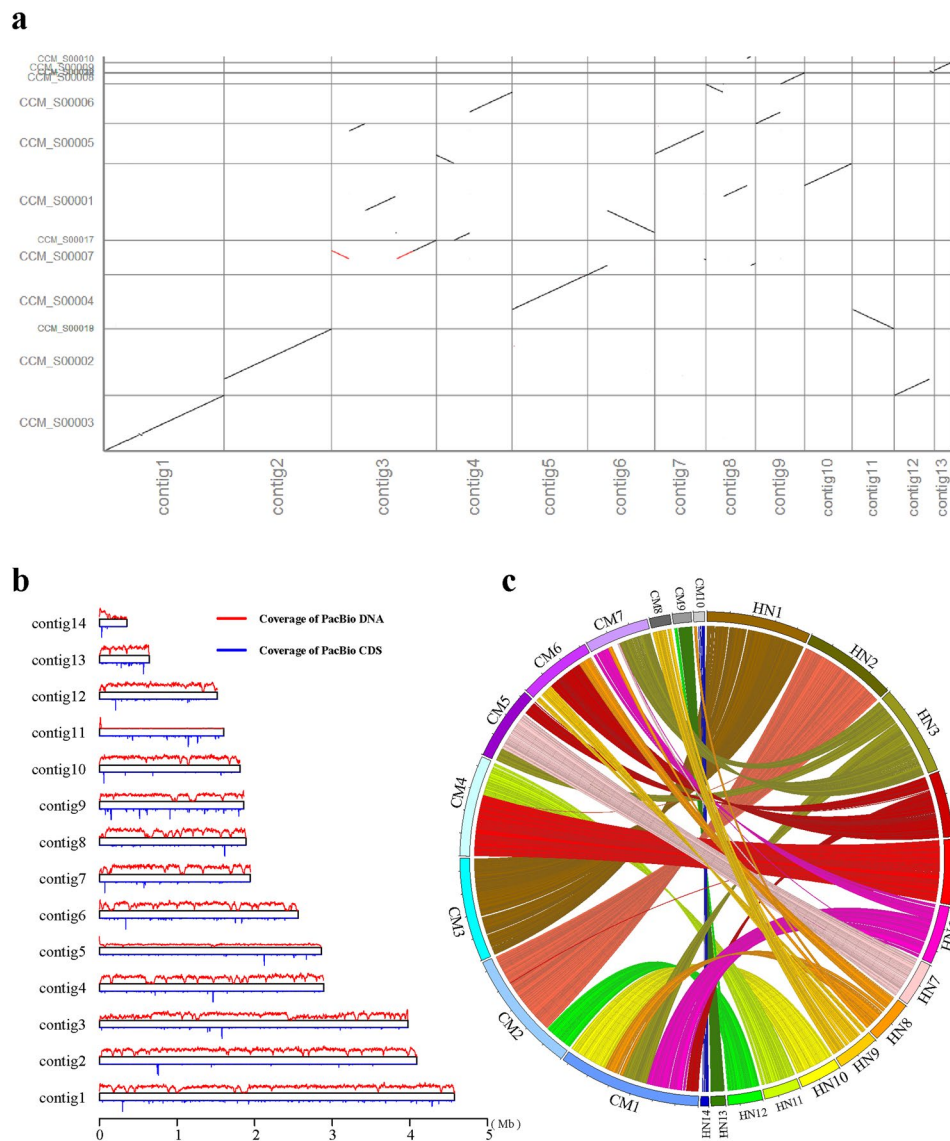 a
CCM_S00010
CCM_S00009
CCM_S00008
CCM_S00006
CCM_S00005
CCM_S00001
CCM_S00017
CCM_S00007
CCM_S00004
CCM_S00002
CCM_S00003
contig1
contig2
contig3
contig4
contig5
contig6
contig7
contig8
contig9
contig10
contig11
contig12
contig13
b
Coverage of PacBio DNA
Coverage of PacBio CDS
contig14
contig13
contig12
contig11
contig10
contig9
contig8
contig7
contig6
contig5
contig4
contig3
contig2
contig1
0 1 2 3 4 5 ( Mb )
c
HN1
HN2
HN3
HN7
HN8
HN9
HN10
HN11
HN12
HN13
HN14
CM1
CM2
CM3
CM4
CM5
CM6
CM7
CM8
CM9
CM10